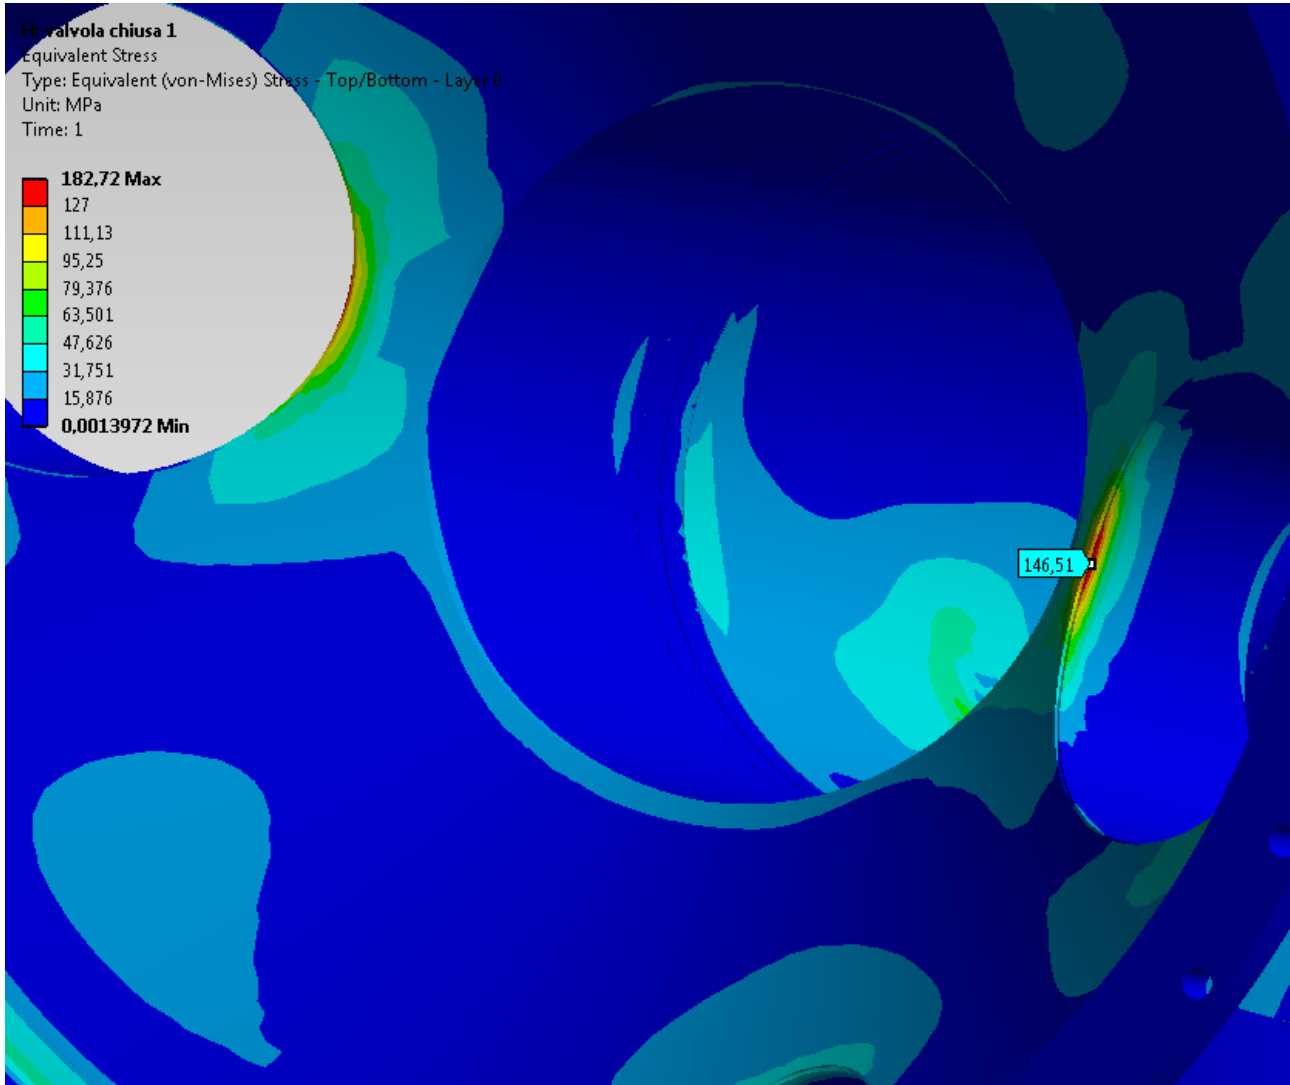 H: valvola chiusa 1
Equivalent Stress
Type: Equivalent (von-Mises) Stress - Top/Bottom - Layer 0
Unit: MPa
Time: 1
182,72 Max
127
111,13
95,25
79,376
63,501
47,626
31,751
15,876
0,0013972 Min
146,51